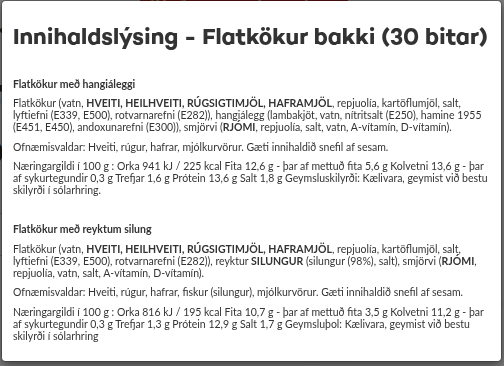 Innihaldslýsing - Flatkökur bakki (30 bitar)
Flatkökur með hangiáleggi
Flatkökur (vatn, HVEITI, HEILHVEITI, RÚGSIGTIMJÖL, HAFRAMJÖL, repjuolía, kartöflumjöl, salt,
lyftiefni (E339, E500), rotvarnarefni (E282)), hangiálegg (lambakjöt, vatn, nítrítsalt (E250), hamine 1955
(E451, E450), andoxunarefni (E300)), smjörvi (RJÓMI, repjuolía, salt, vatn, A-vítamín, D-vítamín).
Ofnæmisvaldar: Hveiti, rúgur, hafrar, mjólkurvörur. Gæti innihaldið snefil af sesam.
Næringargildi í 100 g : Orka 941 kJ / 225 kcal Fita 12,6 g - þar af mettuð fita 5,6 g Kolvetni 13,6 g - þar
af sykurtegundir 0,3 g Trefjar 1,6 g Prótein 13,6 g Salt 1,8 g Geymsluskilyrði: Kælivara, geymist við bestu
skilyrði í sólarhring.
Flatkökur með reyktum silung
Flatkökur (vatn, HVEITI, HEILHVEITI, RÚGSIGTIMJÖL, HAFRAMJÖL, repjuolía, kartöflumjöl, salt,
lyftiefni (E339, E500), rotvarnarefni (E282)), reyktur SILUNGUR (silungur (98%), salt), smjörvi (RJÓMI,
repjuolía, vatn, salt, A-vítamín, D-vítamín).
Ofnæmisvaldar: Hveiti, rúgur, hafrar, fiskur (silungur), mjólkurvörur. Gæti innihaldið snefil af sesam.
Næringargildi í 100 g : Orka 816 kJ / 195 kcal Fita 10,7 g - þar af mettuð fita 3,5 g Kolvetni 11,2 g - þar
af sykurtegundir 0,3 g Trefjar 1,3 g Prótein 12,9 g Salt 1,7 g Geymsluþol: Kælivara, geymist við bestu
skilyrði í sólarhring